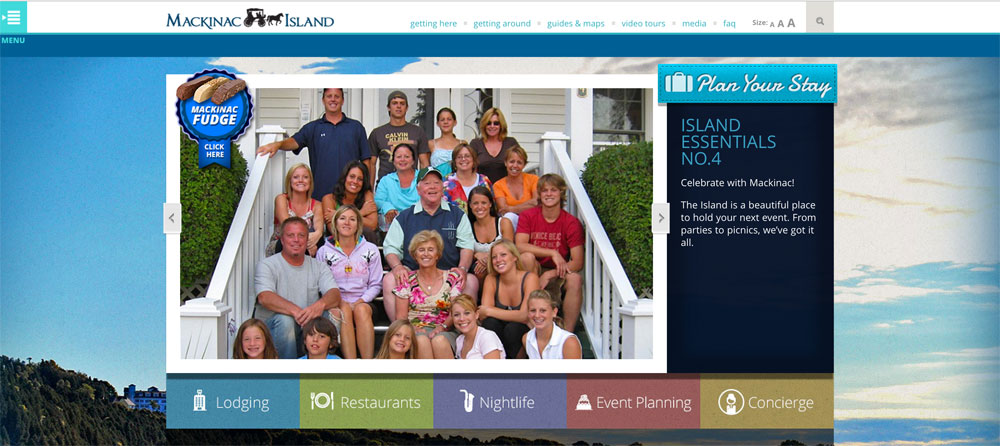 MACKINAC ISLAND
getting here
getting around
guides & maps
video tours
media
faq
Size: A A A
MENU
MACKINAC
FUDGE
CLICK
HERE
Plan Your Stay
ISLAND
ESSENTIALS
NO.4
Celebrate with Mackinac!
The Island is a beautiful place
to hold your next event. From
parties to picnics, we've got it
all.
CALVIN KLEIN
VENICE BEACH
Lodging
Restaurants
Nightlife
Event Planning
Concierge